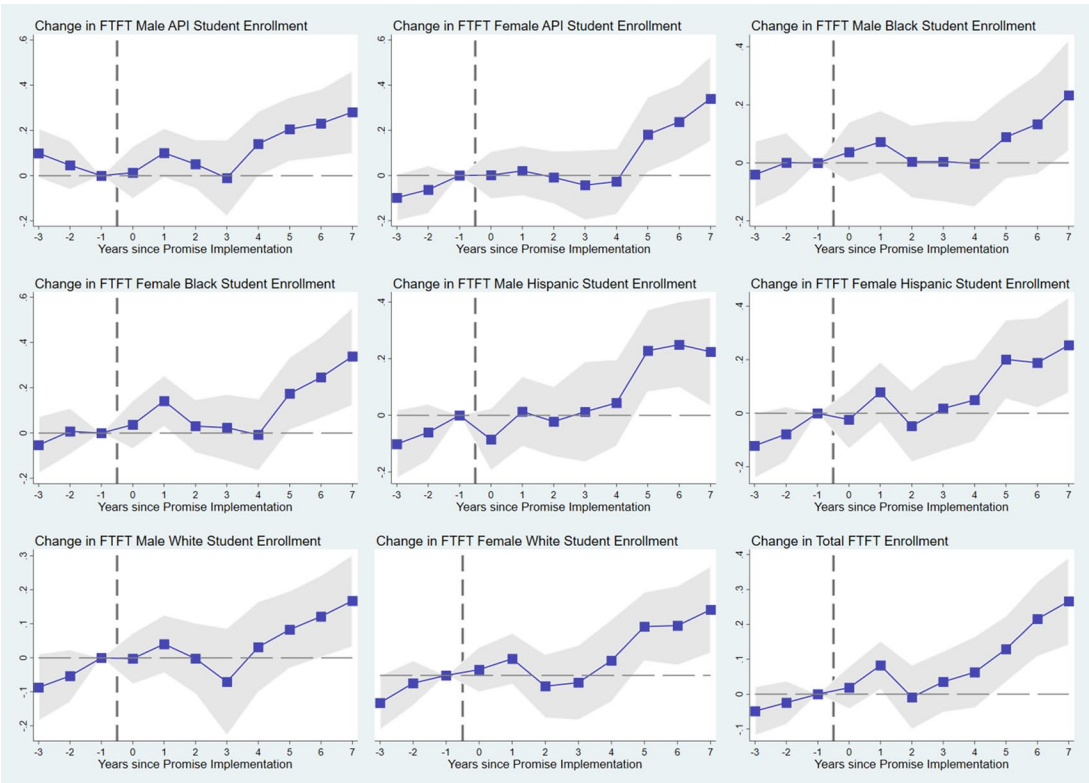 Change in FTFT Male API Student Enrollment
.6
.4
.2
0
-.2
-3 -2 -1 0 1 2 3 4 5 6 7
Years since Promise Implementation
Change in FTFT Female API Student Enrollment
.6
.4
.2
0
-.2
-3 -2 -1 0 1 2 3 4 5 6 7
Years since Promise Implementation
Change in FTFT Male Black Student Enrollment
.4
.2
0
-.2
-3 -2 -1 0 1 2 3 4 5 6 7
Years since Promise Implementation
Change in FTFT Female Black Student Enrollment
.6
.4
.2
0
-.2
-3 -2 -1 0 1 2 3 4 5 6 7
Years since Promise Implementation
Change in FTFT Male Hispanic Student Enrollment
.4
.2
0
-.2
-3 -2 -1 0 1 2 3 4 5 6 7
Years since Promise Implementation
Change in FTFT Female Hispanic Student Enrollment
.4
.2
0
-.2
-3 -2 -1 0 1 2 3 4 5 6 7
Years since Promise Implementation
Change in FTFT Male White Student Enrollment
.3
.2
.1
0
-.1
-.2
-3 -2 -1 0 1 2 3 4 5 6 7
Years since Promise Implementation
Change in FTFT Female White Student Enrollment
-3 -2 -1 0 1 2 3 4 5 6 7
Years since Promise Implementation
Change in Total FTFT Enrollment
.4
.3
.2
.1
0
-.1
-3 -2 -1 0 1 2 3 4 5 6 7
Years since Promise Implementation